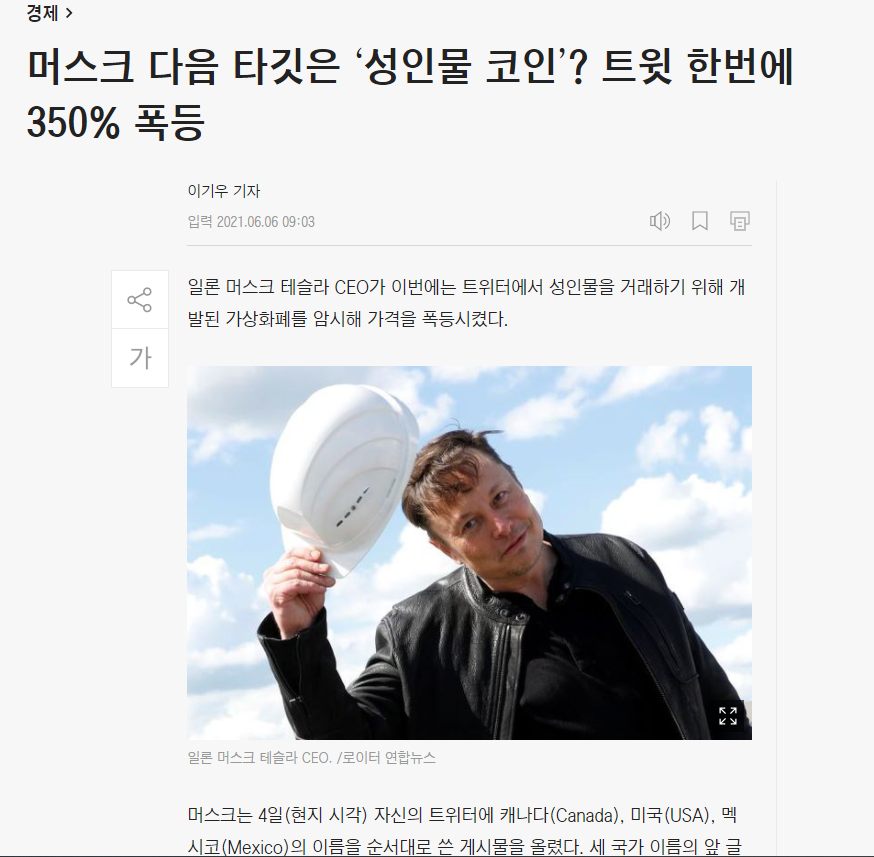 경제 >
머스크 다음 타깃은 ‘성인물 코인’? 트윗 한번에
350% 폭등
이기우 기자
입력 2021.06.06 09:03
가
일론 머스크 테슬라 CEO가 이번에는 트위터에서 성인물을 거래하기 위해 개
발된 가상화폐를 암시해 가격을 폭등시켰다.
일론 머스크 테슬라 CEO. /로이터 연합뉴스
머스크는 4일(현지 시각) 자신의 트위터에 캐나다(Canada), 미국(USA), 멕
시코(Mexico)의 이름을 순서대로 쓴 게시물을 올렸다. 세 국가 이름의 앞 글